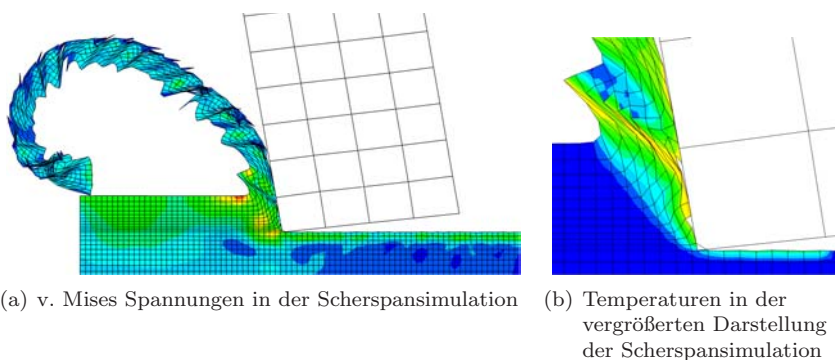 (a) v. Mises Spannungen in der Scherspansimulation
(b) Temperaturen in der
vergrößerten Darstellung
der Scherspansimulation